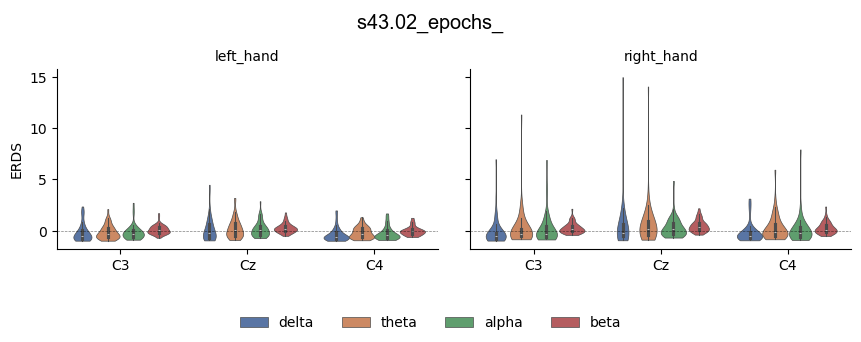 s43.02_epochs_
left_hand
right_hand
ERDS
15
10
5
0
C3
Cz
C4
C3
Cz
C4
delta
theta
alpha
beta